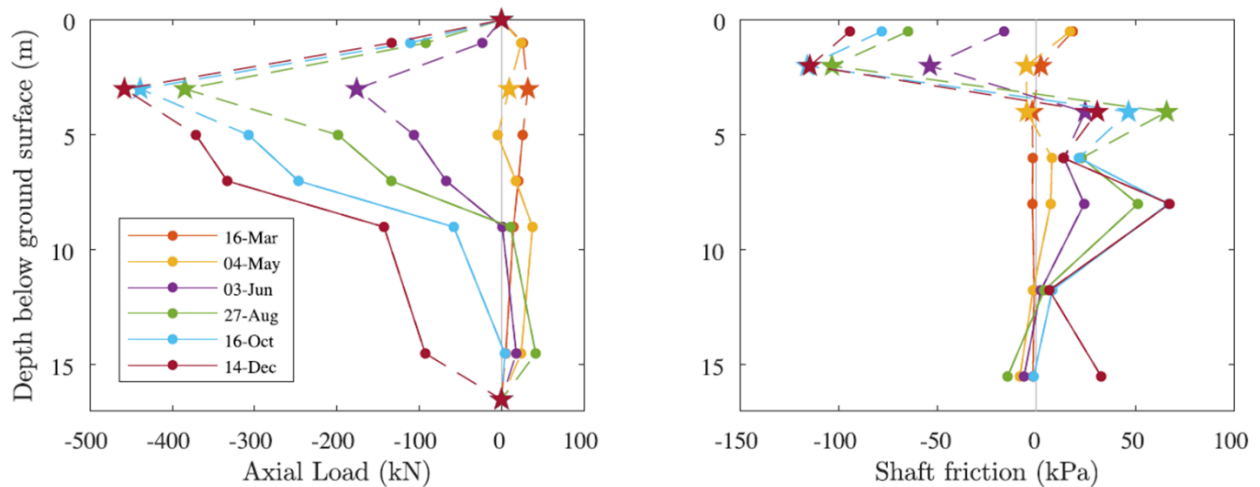 Depth below ground surface (m)
0
5
10
15
16-Mar
04-May
03-Jun
27-Aug
16-Oct
14-Dec
-500 -400 -300 -200 -100 0 100
Axial Load (kN)
0
5
10
15
-150 -100 -50 0 50 100
Shaft friction (kPa)